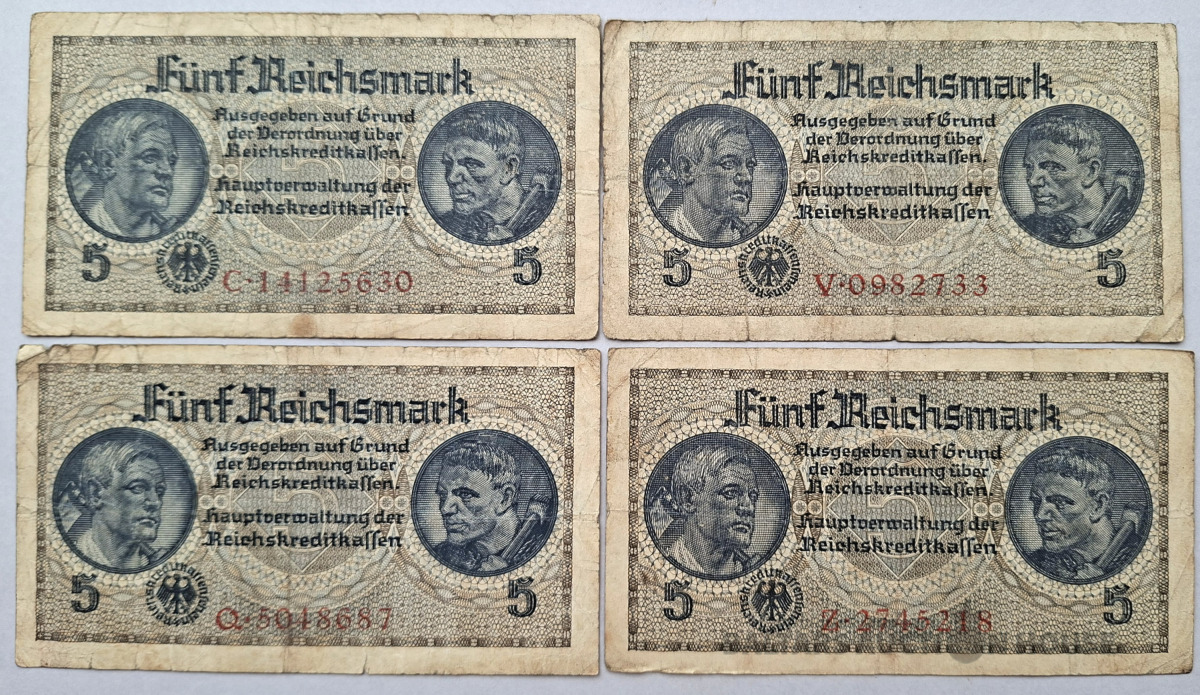 Fünf Reichsmark
Ausgegeben auf Grund
der Verordnung über
Reichskreditkassen.
Hauptverwaltung der
Reichskreditkassen
5
C·14125630
5
Fünf Reichsmark
Ausgegeben auf Grund
der Verordnung über
Reichskreditkassen.
Hauptverwaltung der
Reichskreditkassen
5
V·0982733
5
Fünf Reichsmark
Ausgegeben auf Grund
der Verordnung über
Reichskreditkassen.
Hauptverwaltung der
Reichskreditkassen
5
Q·5048687
5
Fünf Reichsmark
Ausgegeben auf Grund
der Verordnung über
Reichskreditkassen.
Hauptverwaltung der
Reichskreditkassen
5
Z·2745218
5